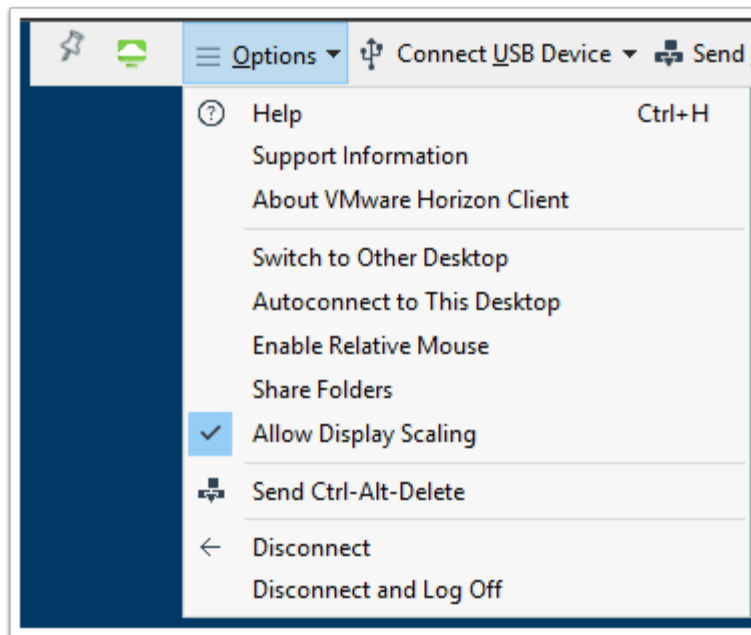 Options Connect USB Device Send
Help Ctrl+H
Support Information
About VMware Horizon Client
Switch to Other Desktop
Autoconnect to This Desktop
Enable Relative Mouse
Share Folders
Allow Display Scaling
Send Ctrl-Alt-Delete
Disconnect
Disconnect and Log Off